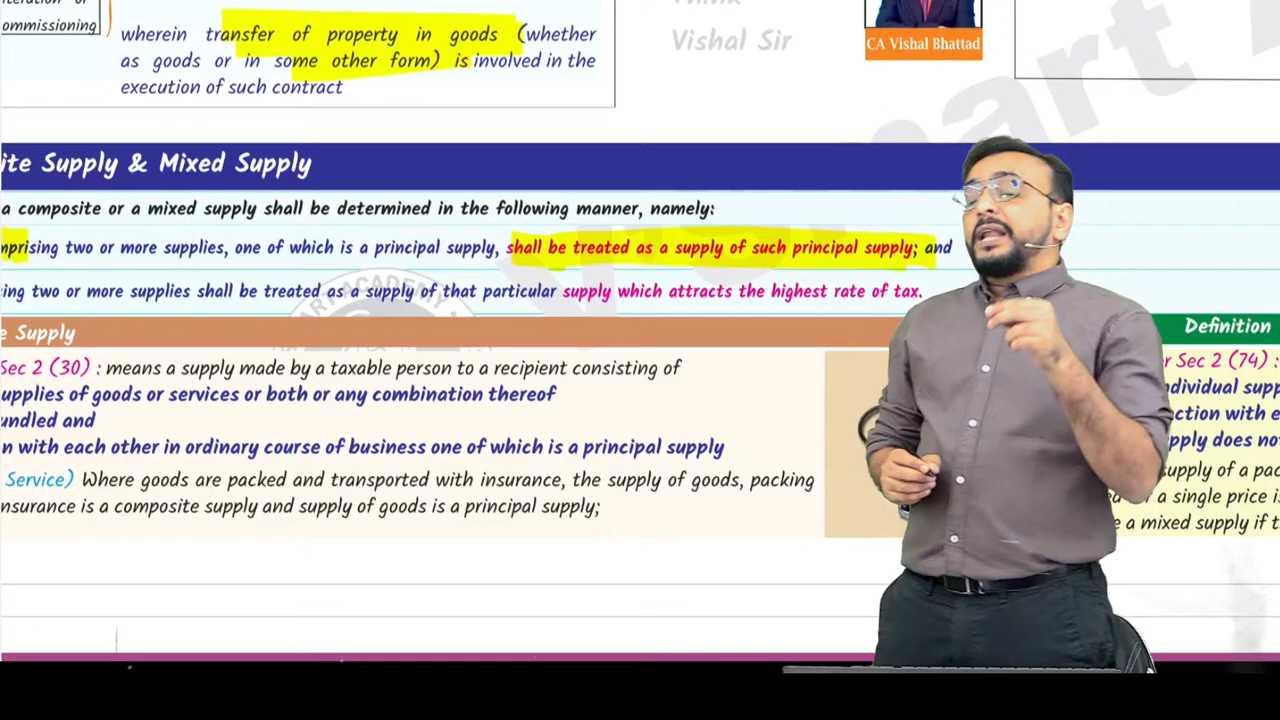 ommissioning
wherein transfer of property in goods (whether
as goods or in some other form) is involved in the
execution of such contract
Vishal Sir
CA Vishal Bhattad
ite Supply & Mixed Supply
a composite or a mixed supply shall be determined in the following manner, namely:
mprising two or more supplies, one of which is a principal supply, shall be treated as a supply of such principal supply; and
ing two or more supplies shall be treated as a supply of that particular supply which attracts the highest rate of tax.
ART ACADEMY
e Supply
Definition
Sec 2 (30) : means a supply made by a taxable person to a recipient consisting of
upplies of goods or services or both or any combination thereof
undled and
n with each other in ordinary course of business one of which is a principal supply
Service) Where goods are packed and transported with insurance, the supply of goods, packing
nsurance is a composite supply and supply of goods is a principal supply;
r Sec 2 (74) :
ndividual supp
ction with e
pply does no
supply of a pac
a single price i
e a mixed supply if t